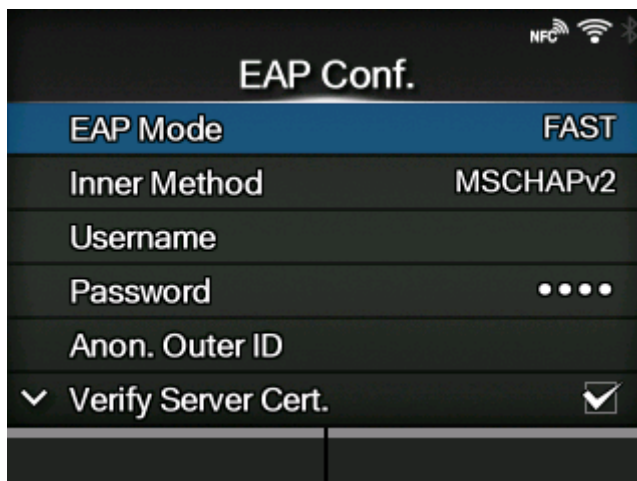 NFC
EAP Conf.
EAP Mode FAST
Inner Method MSCHAPv2
Username
Password ••••
Anon. Outer ID
Verify Server Cert.